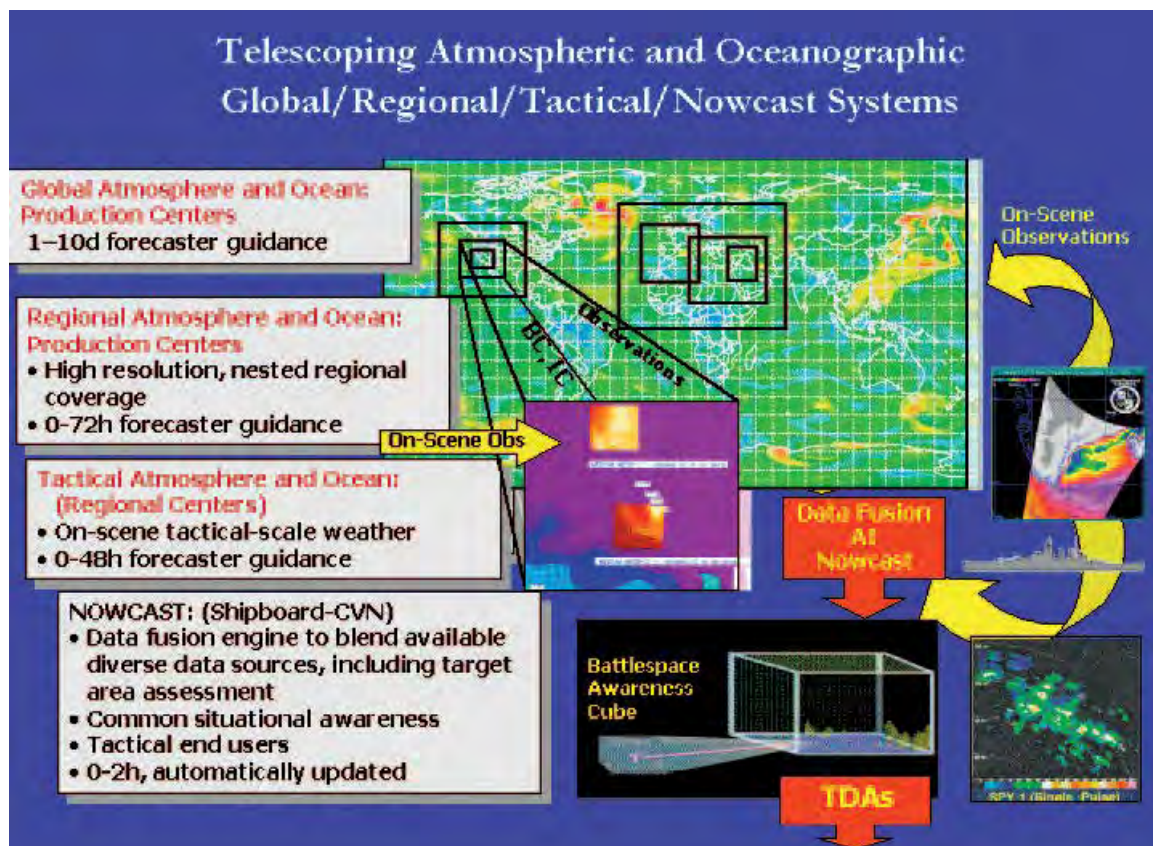 Telescoping Atmospheric and Oceanographic
Global/Regional/Tactical/Nowcast Systems
Global Atmosphere and Ocean:
Production Centers
1–10d forecaster guidance
Regional Atmosphere and Ocean:
Production Centers
• High resolution, nested regional
coverage
• 0-72h forecaster guidance
Tactical Atmosphere and Ocean:
(Regional Centers)
• On-scene tactical-scale weather
• 0-48h forecaster guidance
NOWCAST: (Shipboard-CVN)
• Data fusion engine to blend available
diverse data sources, including target
area assessment
• Common situational awareness
• Tactical end users
• 0-2h, automatically updated
BC, IC
Observations
On-Scene Obs
On-Scene
Observations
Data Fusion
AI
Nowcast
Battlespace
Awareness
Cube
TDAs
SPY 1 (Single Pulse)